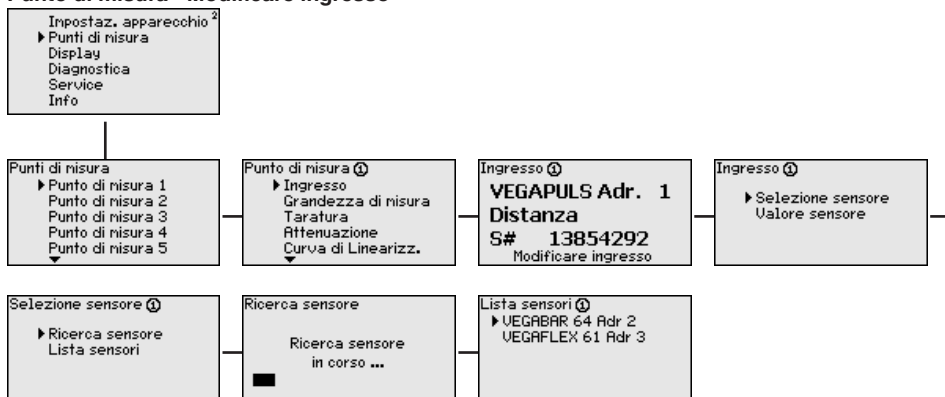 Punto di misura - Modificare ingresso
Impostaz. apparecchio 2
Punti di misura
Display
Diagnostica
Service
Info
Punti di misura
Punto di misura 1
Punto di misura 2
Punto di misura 3
Punto di misura 4
Punto di misura 5
Punto di misura ①
Ingresso
Grandezza di misura
Taratura
Attenuazione
Curva di Linearizz.
Ingresso ①
VEGAPULS Adr. 1
Distanza
S# 13854292
Modificare ingresso
Ingresso ①
Selezione sensore
Valore sensore
Selezione sensore ①
Ricerca sensore
Lista sensori
Ricerca sensore
Ricerca sensore
in corso ...
Lista sensori ①
VEGABAR 64 Adr 2
VEGAFLEX 61 Adr 3